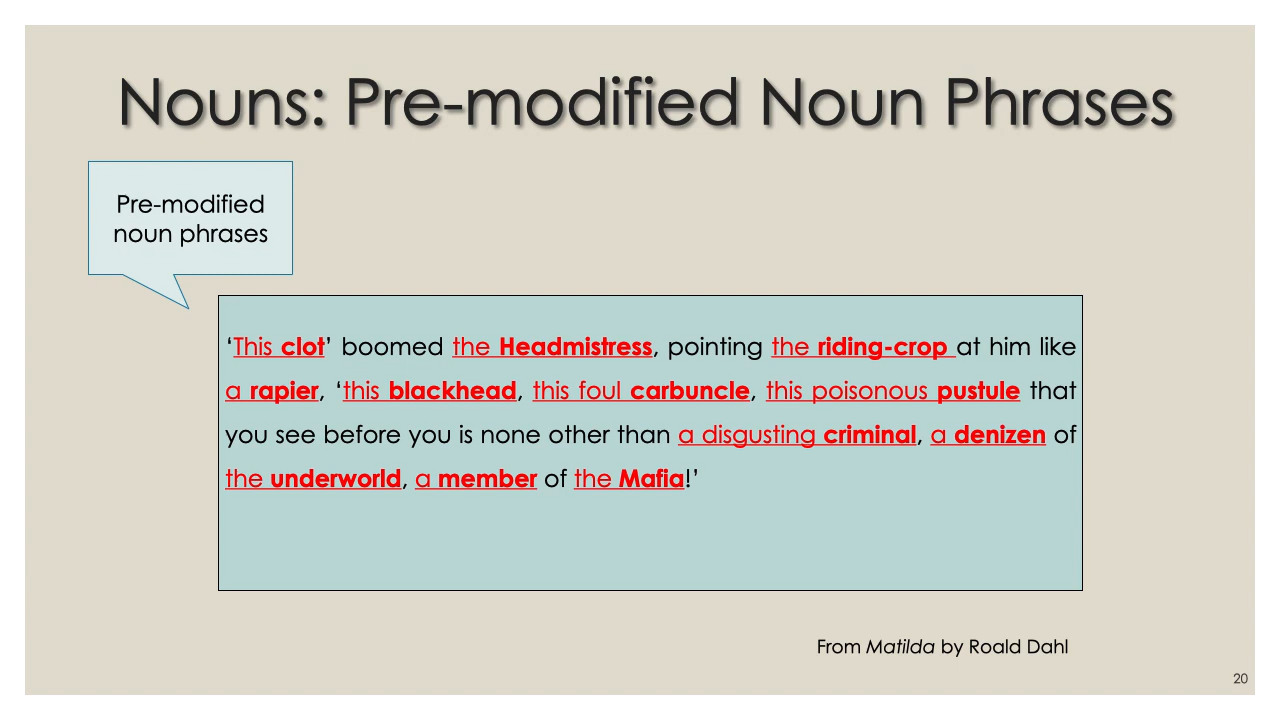 Nouns: Pre-modified Noun Phrases
Pre-modified
noun phrases
‘This clot’ boomed the Headmistress, pointing the riding-crop at him like
a rapier, ‘this blackhead, this foul carbuncle, this poisonous pustule that
you see before you is none other than a disgusting criminal, a denizen of
the underworld, a member of the Mafia!’
From Matilda by Roald Dahl
20